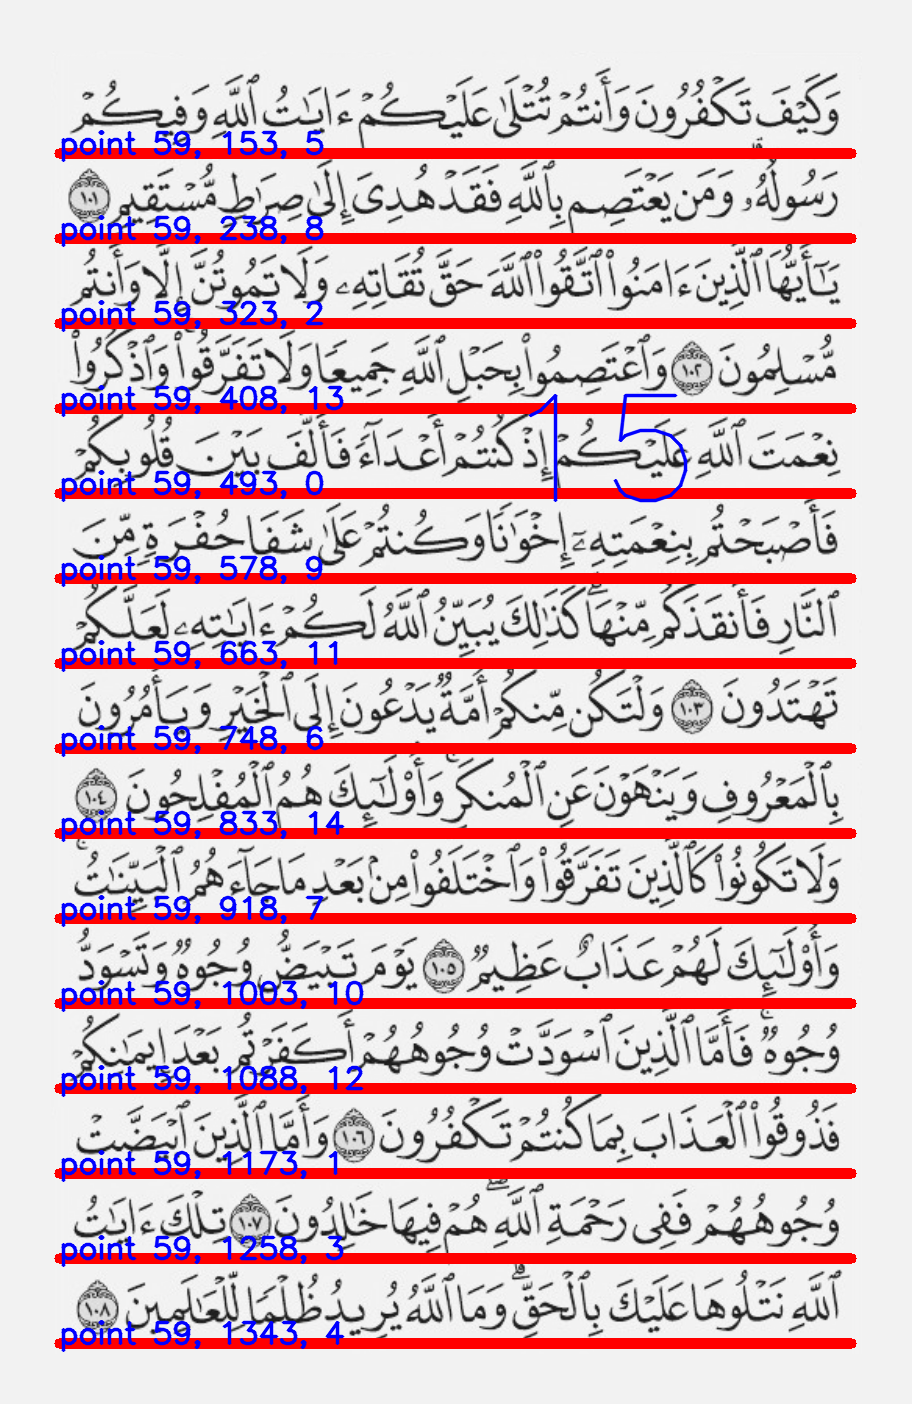 وَكَيْفَ تَكْفُرُونَ وَأَنتُمْ تُتْلَىٰ عَلَيْكُمْ ءَايَـٰتُ ٱللَّهِ وَفِيكُمْ
point 59, 153, 5
رَسُولُهُۥ وَمَن يَعْتَصِم بِٱللَّهِ فَقَدْ هُدِىَ إِلَىٰ صِرَٰطٍ مُّسْتَقِيمٍ ١٠١
point 59, 238, 8
يَـٰٓأَيُّهَا ٱلَّذِينَ ءَامَنُوا۟ ٱتَّقُوا۟ ٱللَّهَ حَقَّ تُقَاتِهِۦ وَلَا تَمُوتُنَّ إِلَّا وَأَنتُم
point 59, 323, 2
مُّسْلِمُونَ ١٠٢ وَٱعْتَصِمُوا۟ بِحَبْلِ ٱللَّهِ جَمِيعًا وَلَا تَفَرَّقُوا۟ ۚ وَٱذْكُرُوا۟
point 59, 408, 13
نِعْمَتَ ٱللَّهِ عَلَيْكُمْ إِذْ كُنتُمْ أَعْدَآءً فَأَلَّفَ بَيْنَ قُلُوبِكُمْ
15
point 59, 493, 0
فَأَصْبَحْتُم بِنِعْمَتِهِۦٓ إِخْوَٰنًا وَكُنتُمْ عَلَىٰ شَفَا حُفْرَةٍ مِّنَ
point 59, 578, 9
ٱلنَّارِ فَأَنقَذَكُم مِّنْهَا ۗ كَذَٰلِكَ يُبَيِّنُ ٱللَّهُ لَكُمْ ءَايَـٰتِهِۦ لَعَلَّكُمْ
point 59, 663, 11
تَهْتَدُونَ ١٠٣ وَلْتَكُن مِّنكُمْ أُمَّةٌ يَدْعُونَ إِلَى ٱلْخَيْرِ وَيَأْمُرُونَ
point 59, 748, 6
بِٱلْمَعْرُوفِ وَيَنْهَوْنَ عَنِ ٱلْمُنكَرِ ۚ وَأُو۟لَـٰٓئِكَ هُمُ ٱلْمُفْلِحُونَ ١٠٤
point 59, 833, 14
وَلَا تَكُونُوا۟ كَٱلَّذِينَ تَفَرَّقُوا۟ وَٱخْتَلَفُوا۟ مِنۢ بَعْدِ مَا جَآءَهُمُ ٱلْبَيِّنَـٰتُ ۚ
point 59, 918, 7
وَأُو۟لَـٰٓئِكَ لَهُمْ عَذَابٌ عَظِيمٌ ١٠٥ يَوْمَ تَبْيَضُّ وُجُوهٌ وَتَسْوَدُّ
point 59, 1003, 10
وُجُوهٌ ۚ فَأَمَّا ٱلَّذِينَ ٱسْوَدَّتْ وُجُوهُهُمْ أَكَفَرْتُم بَعْدَ إِيمَـٰنِكُمْ
point 59, 1088, 12
فَذُوقُوا۟ ٱلْعَذَابَ بِمَا كُنتُمْ تَكْفُرُونَ ١٠٦ وَأَمَّا ٱلَّذِينَ ٱبْيَضَّتْ
point 59, 1173, 1
وُجُوهُهُمْ فَفِى رَحْمَةِ ٱللَّهِ ۖ هُمْ فِيهَا خَـٰلِدُونَ ١٠٧ تِلْكَ ءَايَـٰتُ
point 59, 1258, 3
ٱللَّهِ نَتْلُوهَا عَلَيْكَ بِٱلْحَقِّ ۗ وَمَا ٱللَّهُ يُرِيدُ ظُلْمًا لِّلْعَـٰلَمِينَ ١٠٨
point 59, 1343, 4